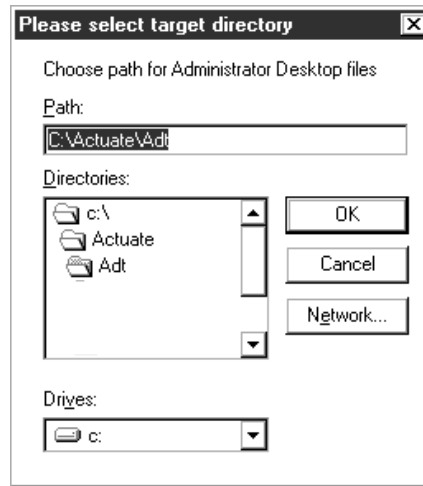 Please select target directory
Choose path for Administrator Desktop files
Path:
C:\Actuate\Adt
Directories:
c:\
Actuate
Adt
OK
Cancel
Network...
Drives:
c: